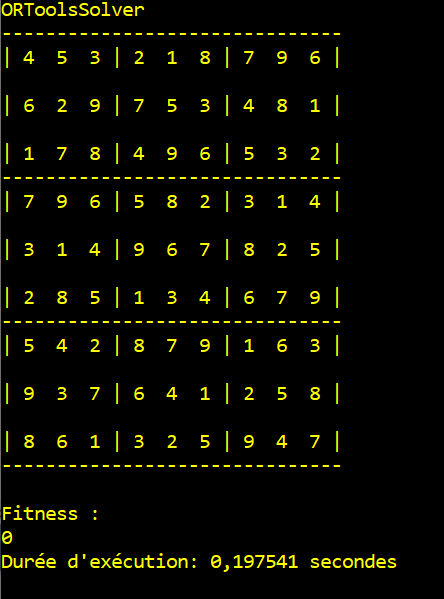 ORToolsSolver
-------------------------------
| 4 5 3 | 2 1 8 | 7 9 6 |
| 6 2 9 | 7 5 3 | 4 8 1 |
| 1 7 8 | 4 9 6 | 5 3 2 |
-------------------------------
| 7 9 6 | 5 8 2 | 3 1 4 |
| 3 1 4 | 9 6 7 | 8 2 5 |
| 2 8 5 | 1 3 4 | 6 7 9 |
-------------------------------
| 5 4 2 | 8 7 9 | 1 6 3 |
| 9 3 7 | 6 4 1 | 2 5 8 |
| 8 6 1 | 3 2 5 | 9 4 7 |
-------------------------------
Fitness :
0
Durée d'exécution: 0,197541 secondes